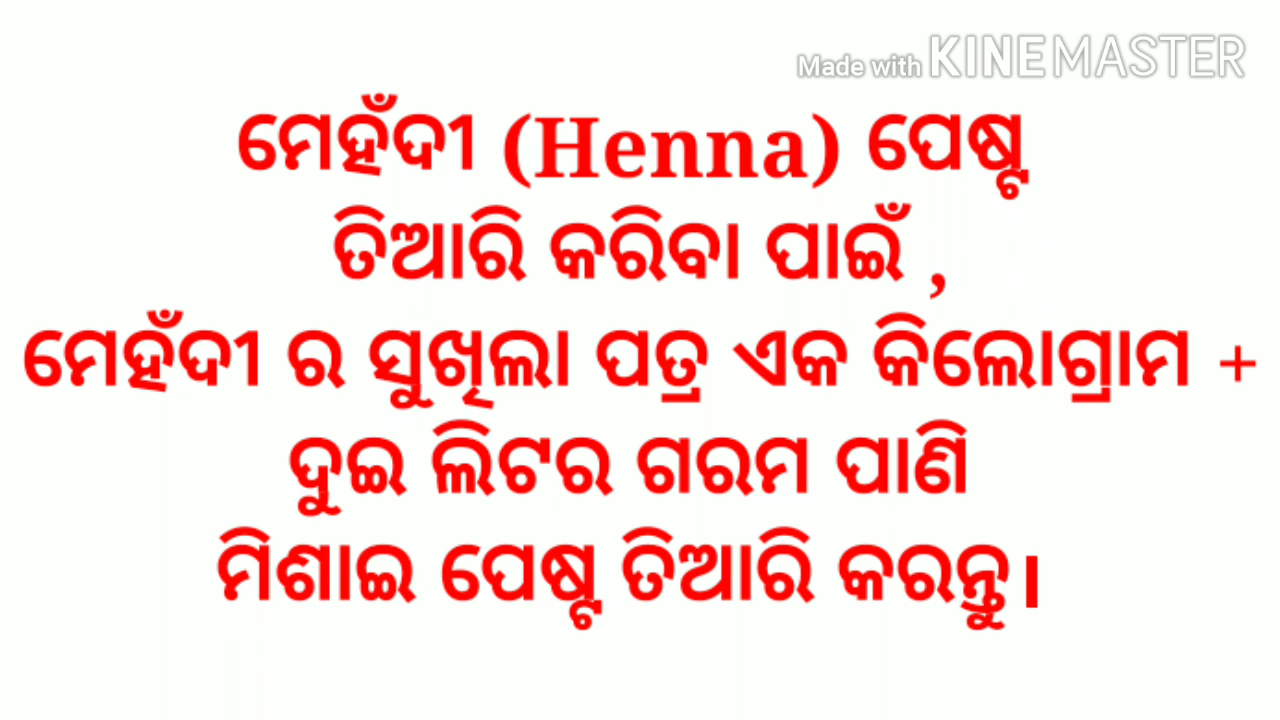 Made with KINEMASTER
ମେହଁଦୀ (Henna) ପେଷ୍ଟ
ତିଆରି କରିବା ପାଇଁ ,
ମେହଁଦୀ ର ସୁଖିଲା ପତ୍ର ଏକ କିଲୋଗ୍ରାମ +
ଦୁଇ ଲିଟର ଗରମ ପାଣି
ମିଶାଇ ପେଷ୍ଟ ତିଆରି କରନ୍ତୁ।